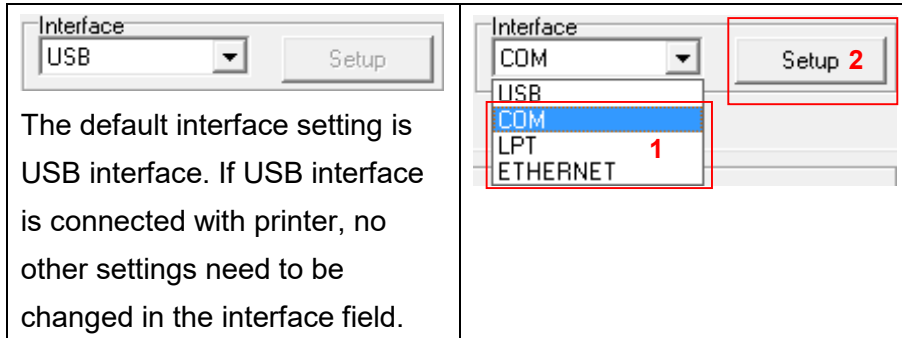 Interface
USB
Setup
The default interface setting is
USB interface. If USB interface
is connected with printer, no
other settings need to be
changed in the interface field.
Interface
COM
Setup 2
USB
COM
LPT 1
ETHERNET